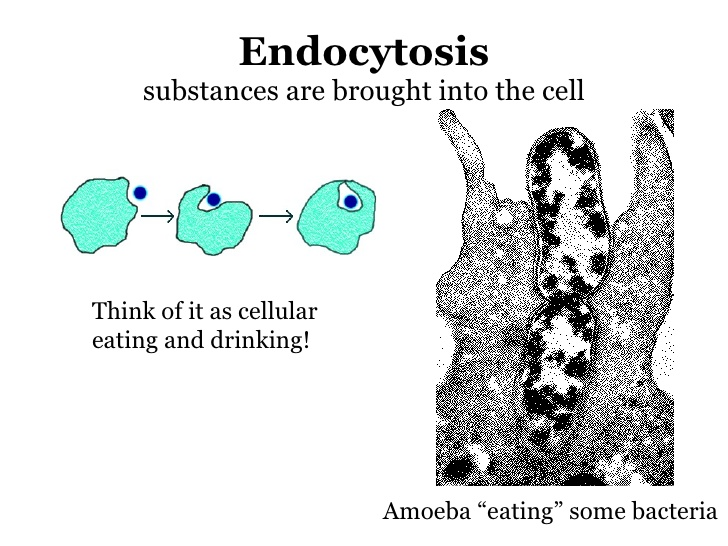 Endocytosis
substances are brought into the cell
Think of it as cellular
eating and drinking!
Amoeba “eating” some bacteria